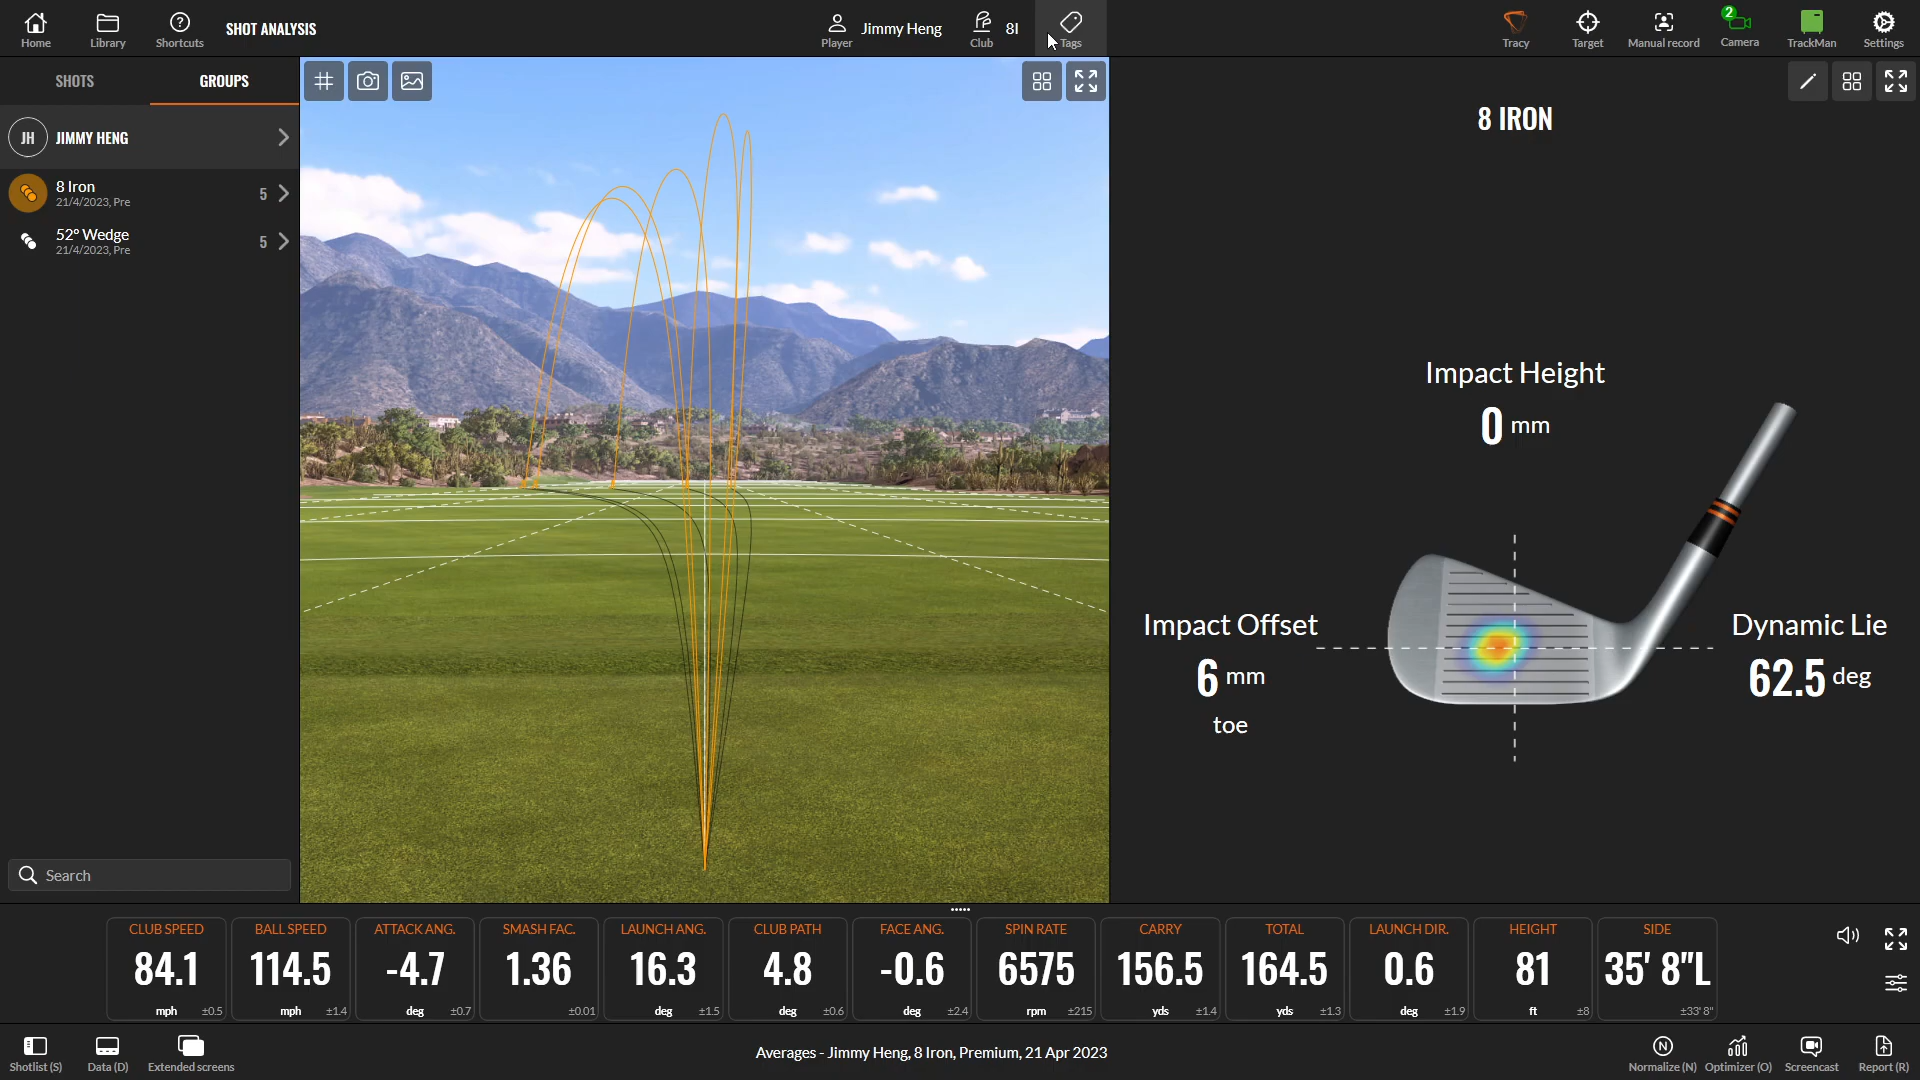 Home
Library
Shortcuts
SHOT ANALYSIS
Player
Jimmy Heng
Club
8I
Tags
Tracy
Target
Manual record
2
Camera
TrackMan
Settings
SHOTS
GROUPS
JH
JIMMY HENG
8 Iron
21/4/2023, Pre
5
52° Wedge
21/4/2023, Pre
5
Search
8 IRON
Impact Height
0 mm
Impact Offset
6 mm
toe
Dynamic Lie
62.5 deg
CLUB SPEED
84.1
mph ±0.5
BALL SPEED
114.5
mph ±1.4
ATTACK ANG.
-4.7
deg ±0.7
SMASH FAC.
1.36
±0.01
LAUNCH ANG.
16.3
deg ±1.5
CLUB PATH
4.8
deg ±0.6
FACE ANG.
-0.6
deg ±2.4
SPIN RATE
6575
rpm ±215
CARRY
156.5
yds ±1.4
TOTAL
164.5
yds ±1.3
LAUNCH DIR.
0.6
deg ±1.9
HEIGHT
81
ft ±8
SIDE
35' 8"L
±33' 8"
Shotlist (S)
Data (D)
Extended screens
Averages - Jimmy Heng, 8 Iron, Premium, 21 Apr 2023
N
Normalize (N)
Optimizer (O)
Screencast
Report (R)